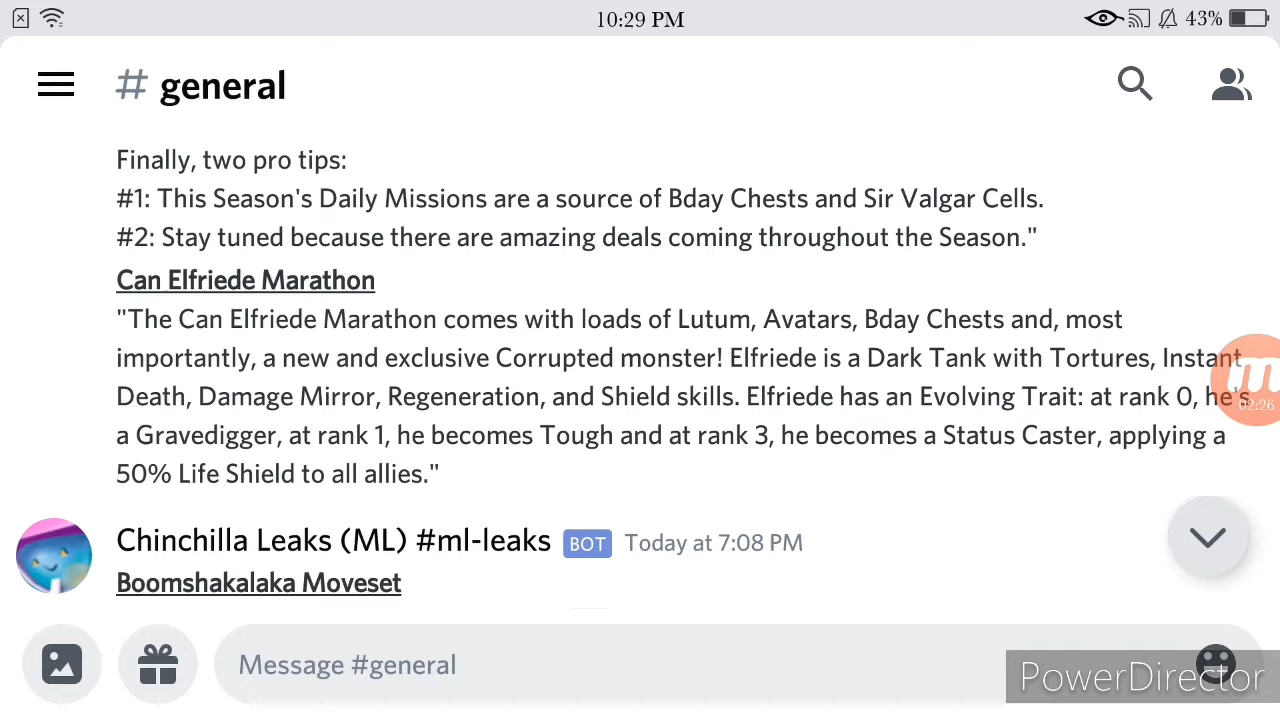 10:29 PM
43%
# general
Finally, two pro tips:
#1: This Season's Daily Missions are a source of Bday Chests and Sir Valgar Cells.
#2: Stay tuned because there are amazing deals coming throughout the Season."
Can Elfriede Marathon
"The Can Elfriede Marathon comes with loads of Lutum, Avatars, Bday Chests and, most
importantly, a new and exclusive Corrupted monster! Elfriede is a Dark Tank with Tortures, Instant
Death, Damage Mirror, Regeneration, and Shield skills. Elfriede has an Evolving Trait: at rank 0, he's
02:26
a Gravedigger, at rank 1, he becomes Tough and at rank 3, he becomes a Status Caster, applying a
50% Life Shield to all allies."
Chinchilla Leaks (ML) #ml-leaks BOT Today at 7:08 PM
Boomshakalaka Moveset
Message #general
PowerDirector